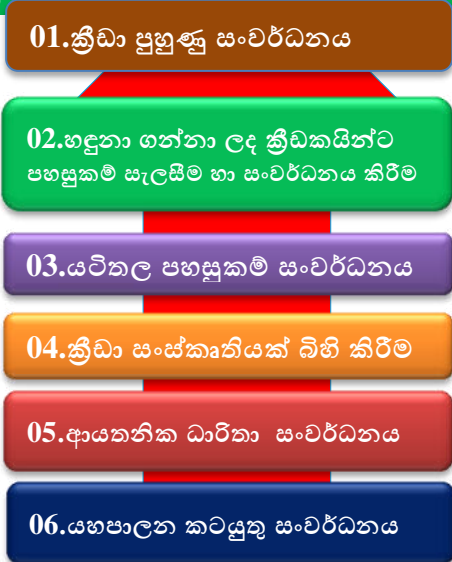 01.ක්‍රීඩා පුහුණු සංවර්ධනය
02.හඳුනා ගන්නා ලද ක්‍රීඩකයින්ට
පහසුකම් සැලසීම හා සංවර්ධනය කිරීම
03.යටිතල පහසුකම් සංවර්ධනය
04.ක්‍රීඩා සංස්කෘතියක් බිහි කිරීම
05.ආයතනික ධාරිතා සංවර්ධනය
06.යහපාලන කටයුතු සංවර්ධනය